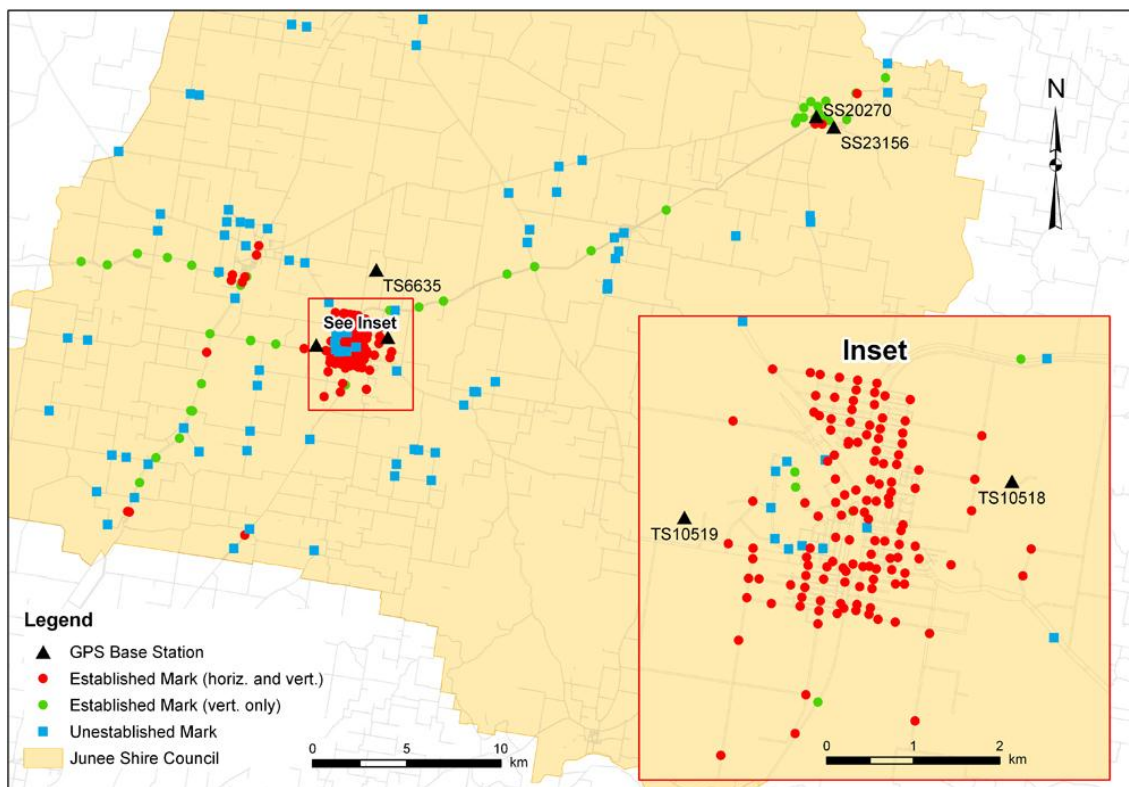 N
SS20270
SS23156
TS6635
See Inset
Inset
TS10518
TS10519
Legend
GPS Base Station
Established Mark (horiz. and vert.)
Established Mark (vert. only)
Unestablished Mark
Junee Shire Council
0 5 10
km
0 1 2
km